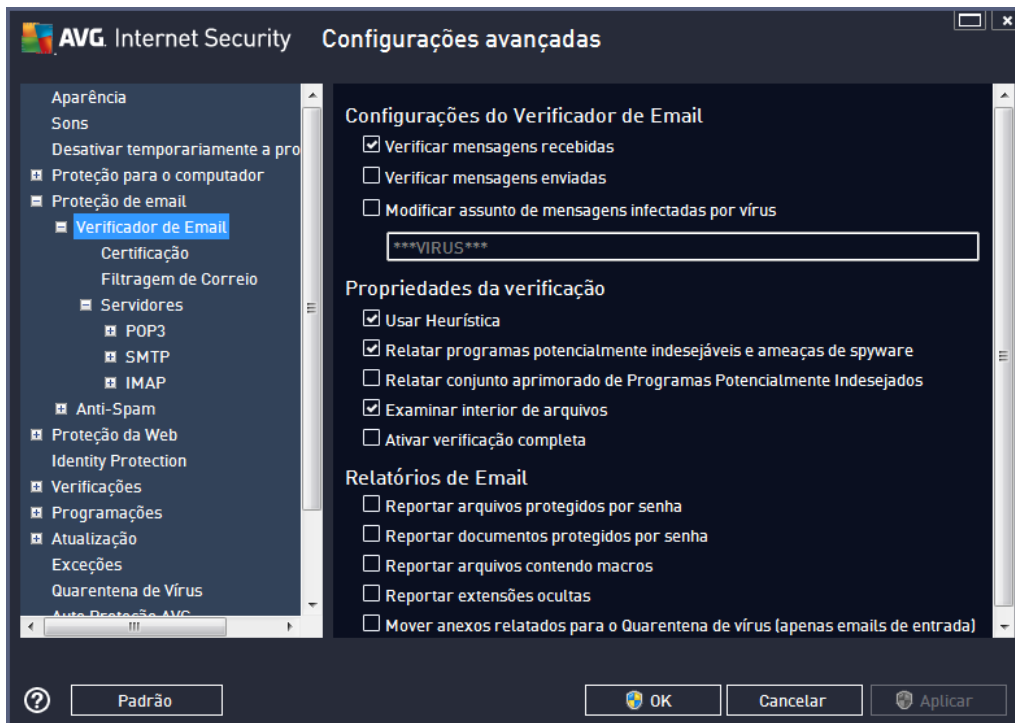 AVG. Internet Security Configurações avançadas
Aparência
Sons
Desativar temporariamente a pro
Proteção para o computador
Proteção de email
Verificador de Email
Certificação
Filtragem de Correio
Servidores
POP3
SMTP
IMAP
Anti-Spam
Proteção da Web
Identity Protection
Verificações
Programações
Atualização
Exceções
Quarentena de Vírus
Auto Proteção AVG
Configurações do Verificador de Email
Verificar mensagens recebidas
Verificar mensagens enviadas
Modificar assunto de mensagens infectadas por vírus
***VIRUS***
Propriedades da verificação
Usar Heurística
Relatar programas potencialmente indesejáveis e ameaças de spyware
Relatar conjunto aprimorado de Programas Potencialmente Indesejados
Examinar interior de arquivos
Ativar verificação completa
Relatórios de Email
Reportar arquivos protegidos por senha
Reportar documentos protegidos por senha
Reportar arquivos contendo macros
Reportar extensões ocultas
Mover anexos relatados para o Quarentena de vírus (apenas emails de entrada)
Padrão
OK
Cancelar
Aplicar